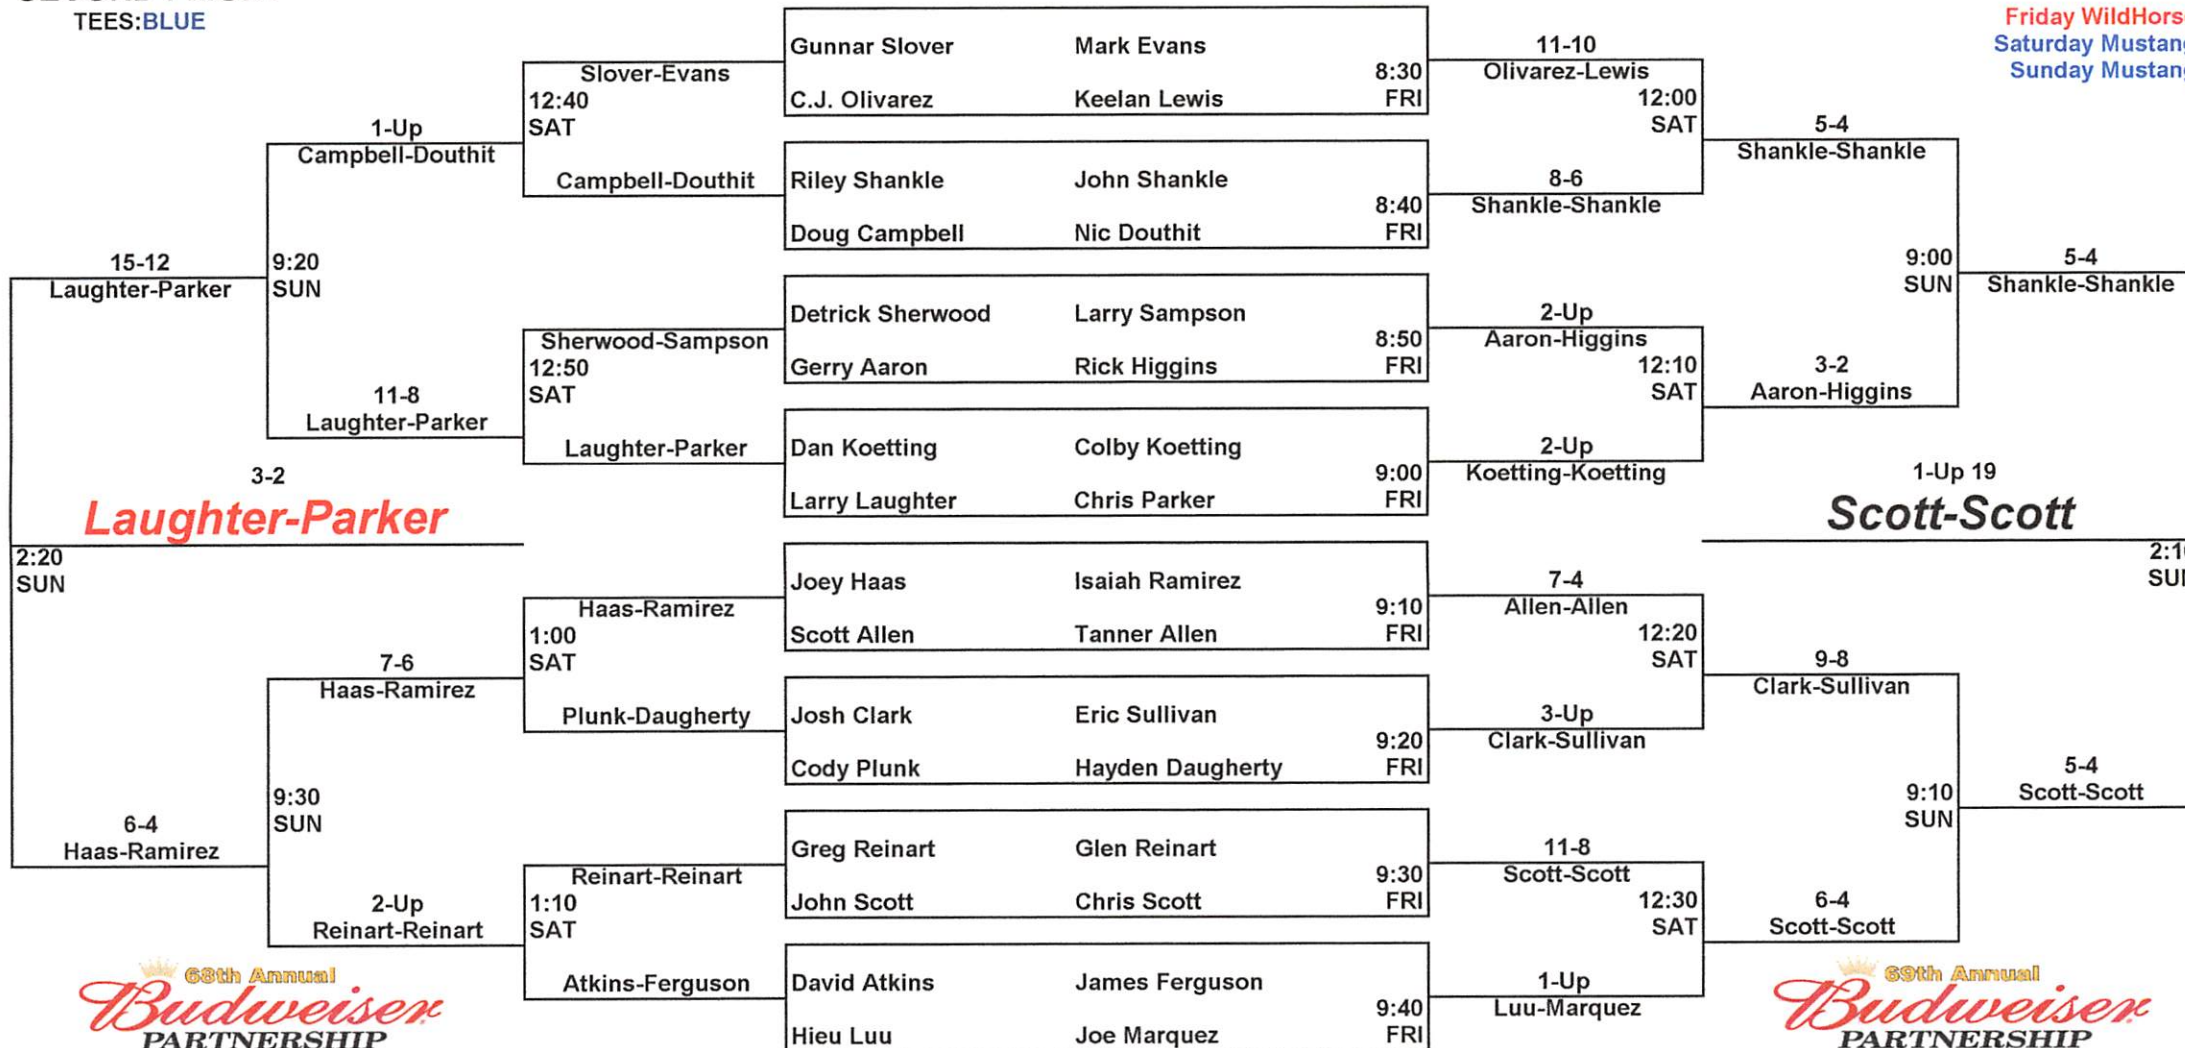 TEES:BLUE
Friday WildHors
Saturday Mustang
Sunday Mustang
Gunnar Slover Mark Evans
8:30
C.J. Olivarez Keelan Lewis FRI
Riley Shankle John Shankle
8:40
Doug Campbell Nic Douthit FRI
Detrick Sherwood Larry Sampson
8:50
Gerry Aaron Rick Higgins FRI
Dan Koetting Colby Koetting
9:00
Larry Laughter Chris Parker FRI
Joey Haas Isaiah Ramirez
9:10
Scott Allen Tanner Allen FRI
Josh Clark Eric Sullivan
9:20
Cody Plunk Hayden Daugherty FRI
Greg Reinart Glen Reinart
9:30
John Scott Chris Scott FRI
David Atkins James Ferguson
9:40
Hieu Luu Joe Marquez FRI
Slover-Evans
12:40
SAT
Campbell-Douthit
Sherwood-Sampson
12:50
SAT
Laughter-Parker
Haas-Ramirez
1:00
SAT
Plunk-Daugherty
Reinart-Reinart
1:10
SAT
Atkins-Ferguson
1-Up
Campbell-Douthit
9:20
SUN
11-8
Laughter-Parker
7-6
Haas-Ramirez
9:30
SUN
2-Up
Reinart-Reinart
15-12
Laughter-Parker
3-2
Laughter-Parker
2:20
SUN
6-4
Haas-Ramirez
11-10
Olivarez-Lewis
12:00
SAT
8-6
Shankle-Shankle
2-Up
Aaron-Higgins
12:10
SAT
2-Up
Koetting-Koetting
7-4
Allen-Allen
12:20
SAT
3-Up
Clark-Sullivan
11-8
Scott-Scott
12:30
SAT
1-Up
Luu-Marquez
5-4
Shankle-Shankle
9:00
SUN
3-2
Aaron-Higgins
9-8
Clark-Sullivan
9:10
SUN
6-4
Scott-Scott
5-4
Shankle-Shankle
1-Up 19
Scott-Scott
2:1
SUN
5-4
Scott-Scott
68th Annual
Budweiser
PARTNERSHIP
69th Annual
Budweiser
PARTNERSHIP